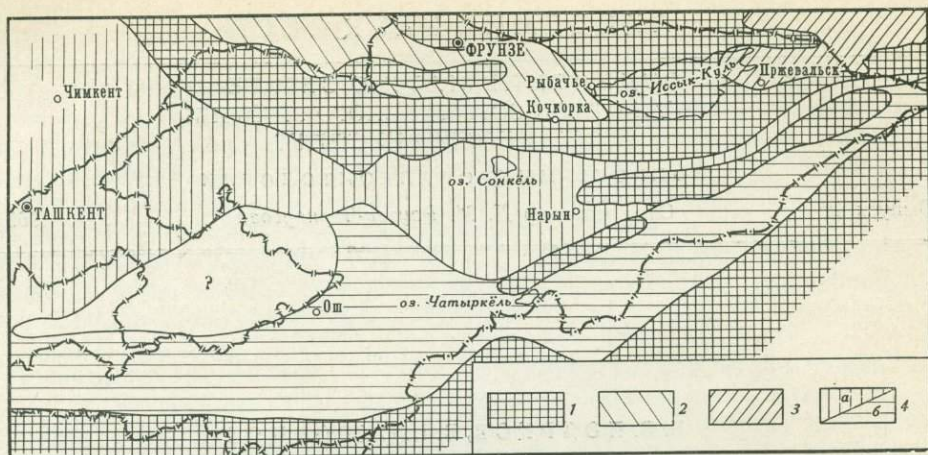 ФРУНЗЕ
Чимкент
Рыбачье
оз. Иссык-Куль
Пржевальск
Кочкорка
оз. Сонкёль
ТАШКЕНТ
Нарын
?
Ош
оз. Чатыркёль
1
2
3
а
б
4